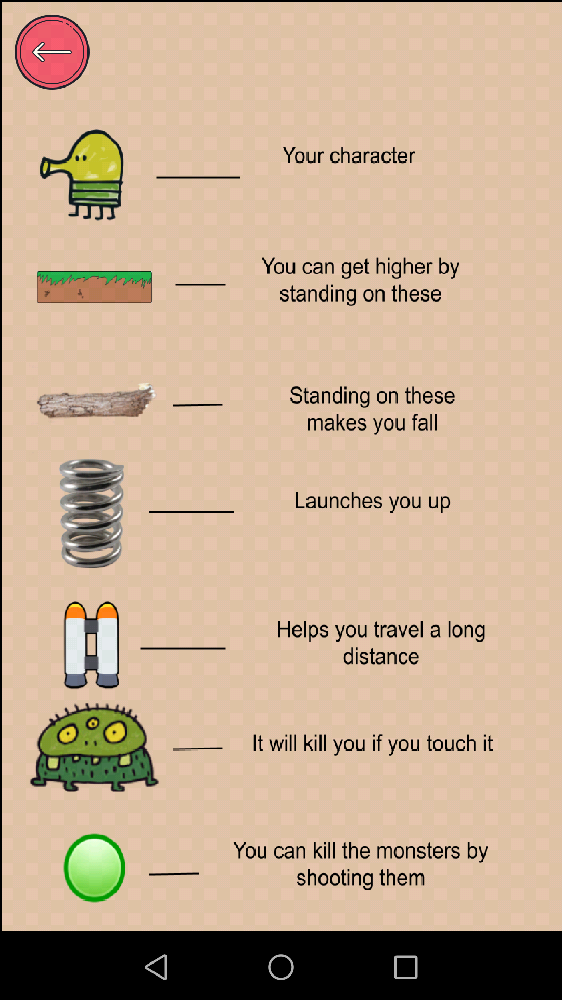 Your character
You can get higher by
standing on these
Standing on these
makes you fall
Launches you up
Helps you travel a long
distance
It will kill you if you touch it
You can kill the monsters by
shooting them